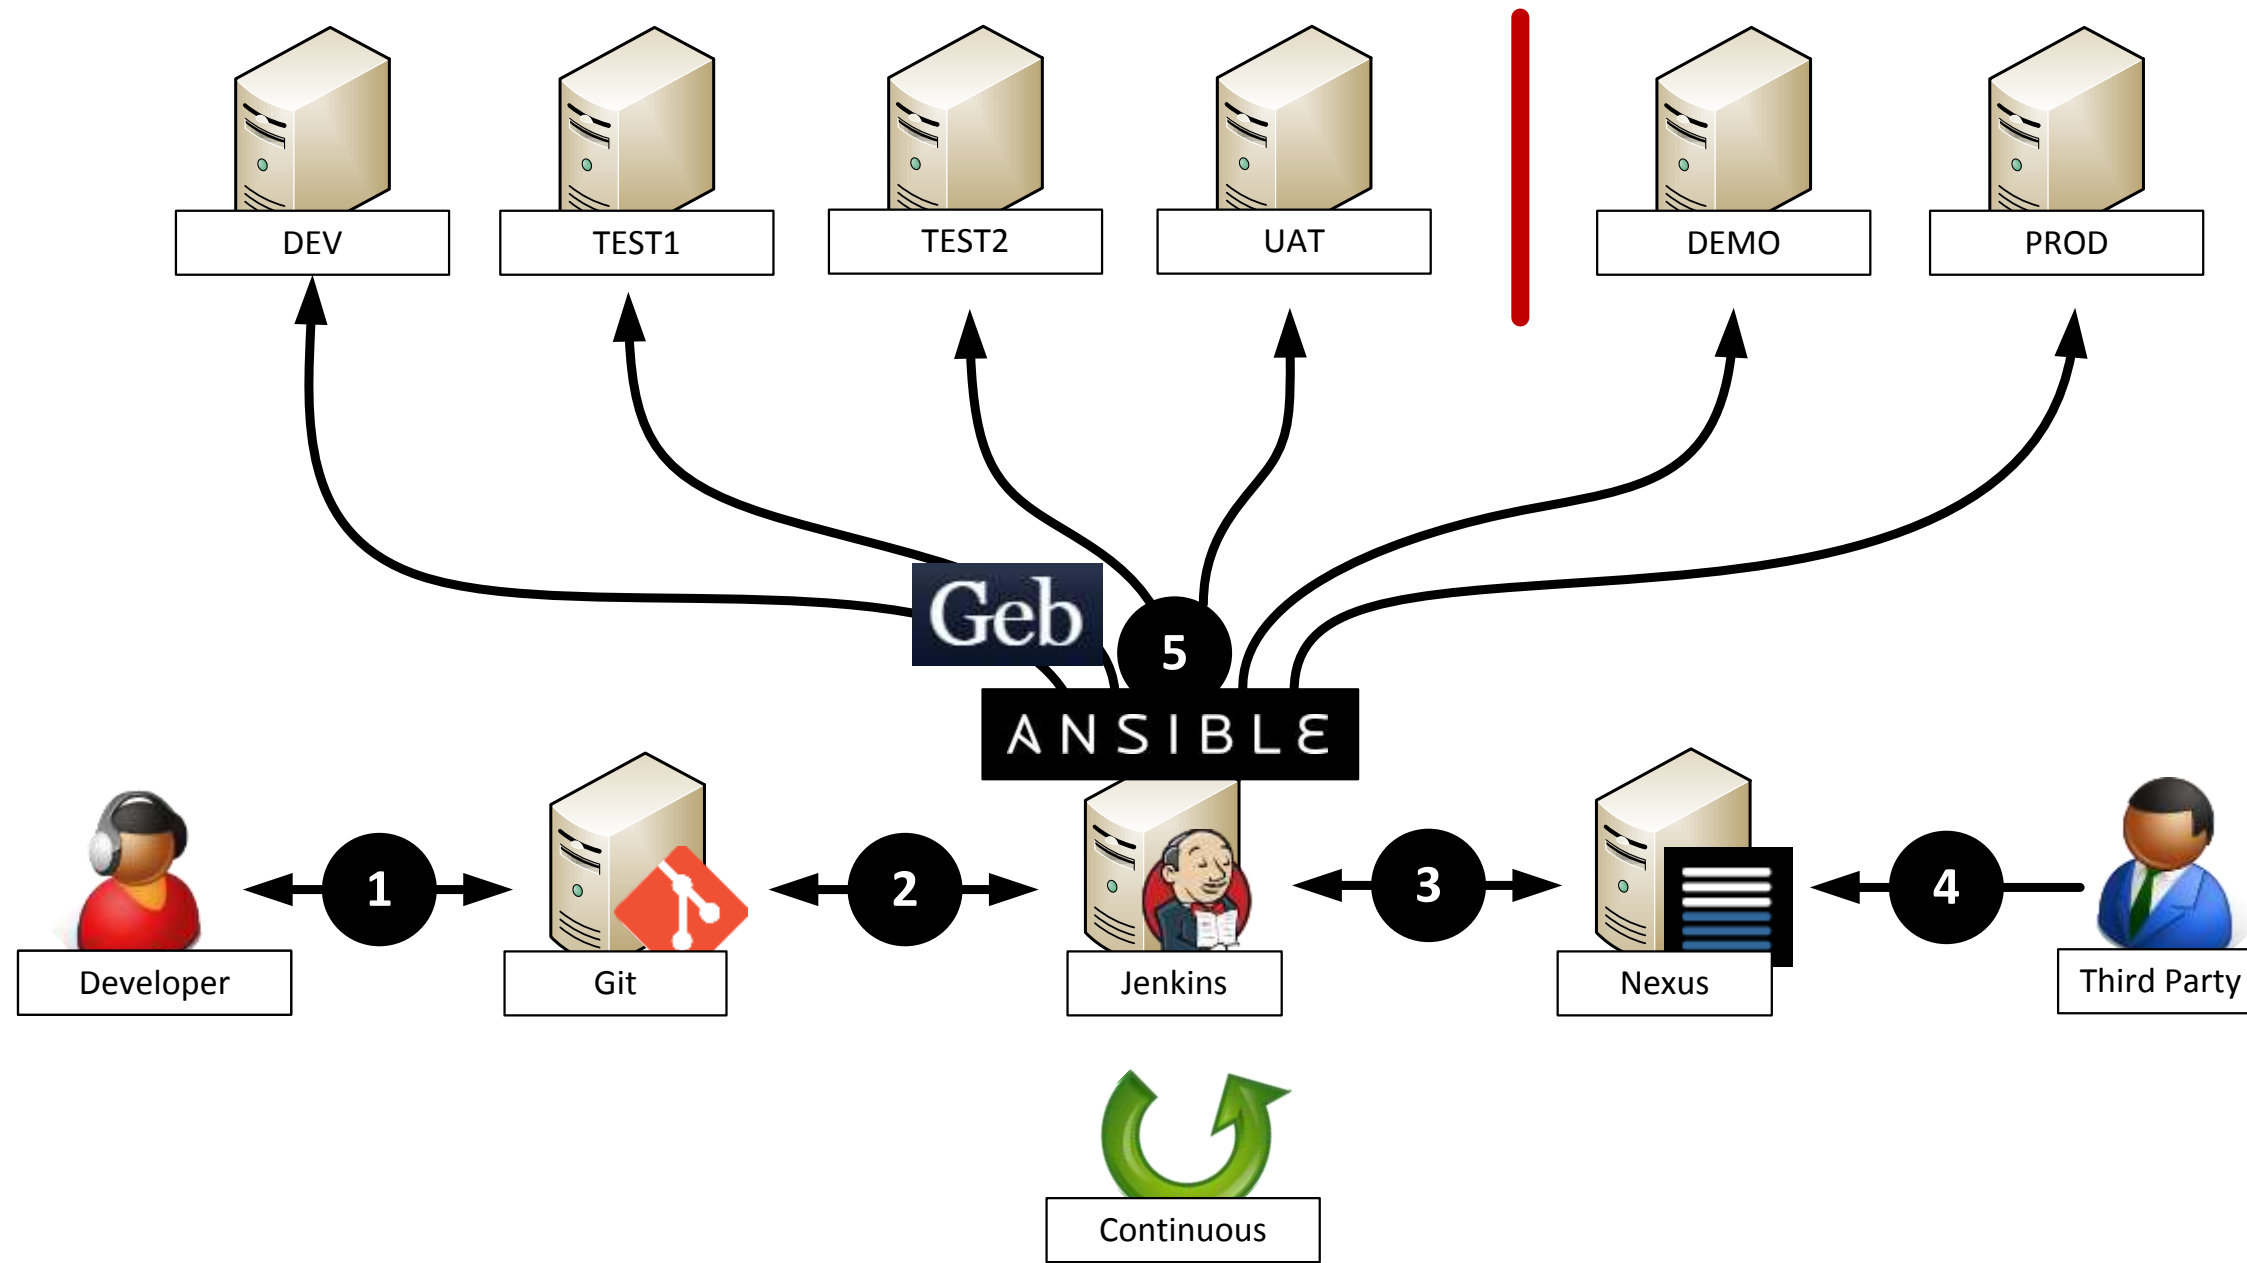 DEV
TEST1
TEST2
UAT
DEMO
PROD
Geb
5
ANSIBLE
1
2
3
4
Developer
Git
Jenkins
Nexus
Third Party
Continuous